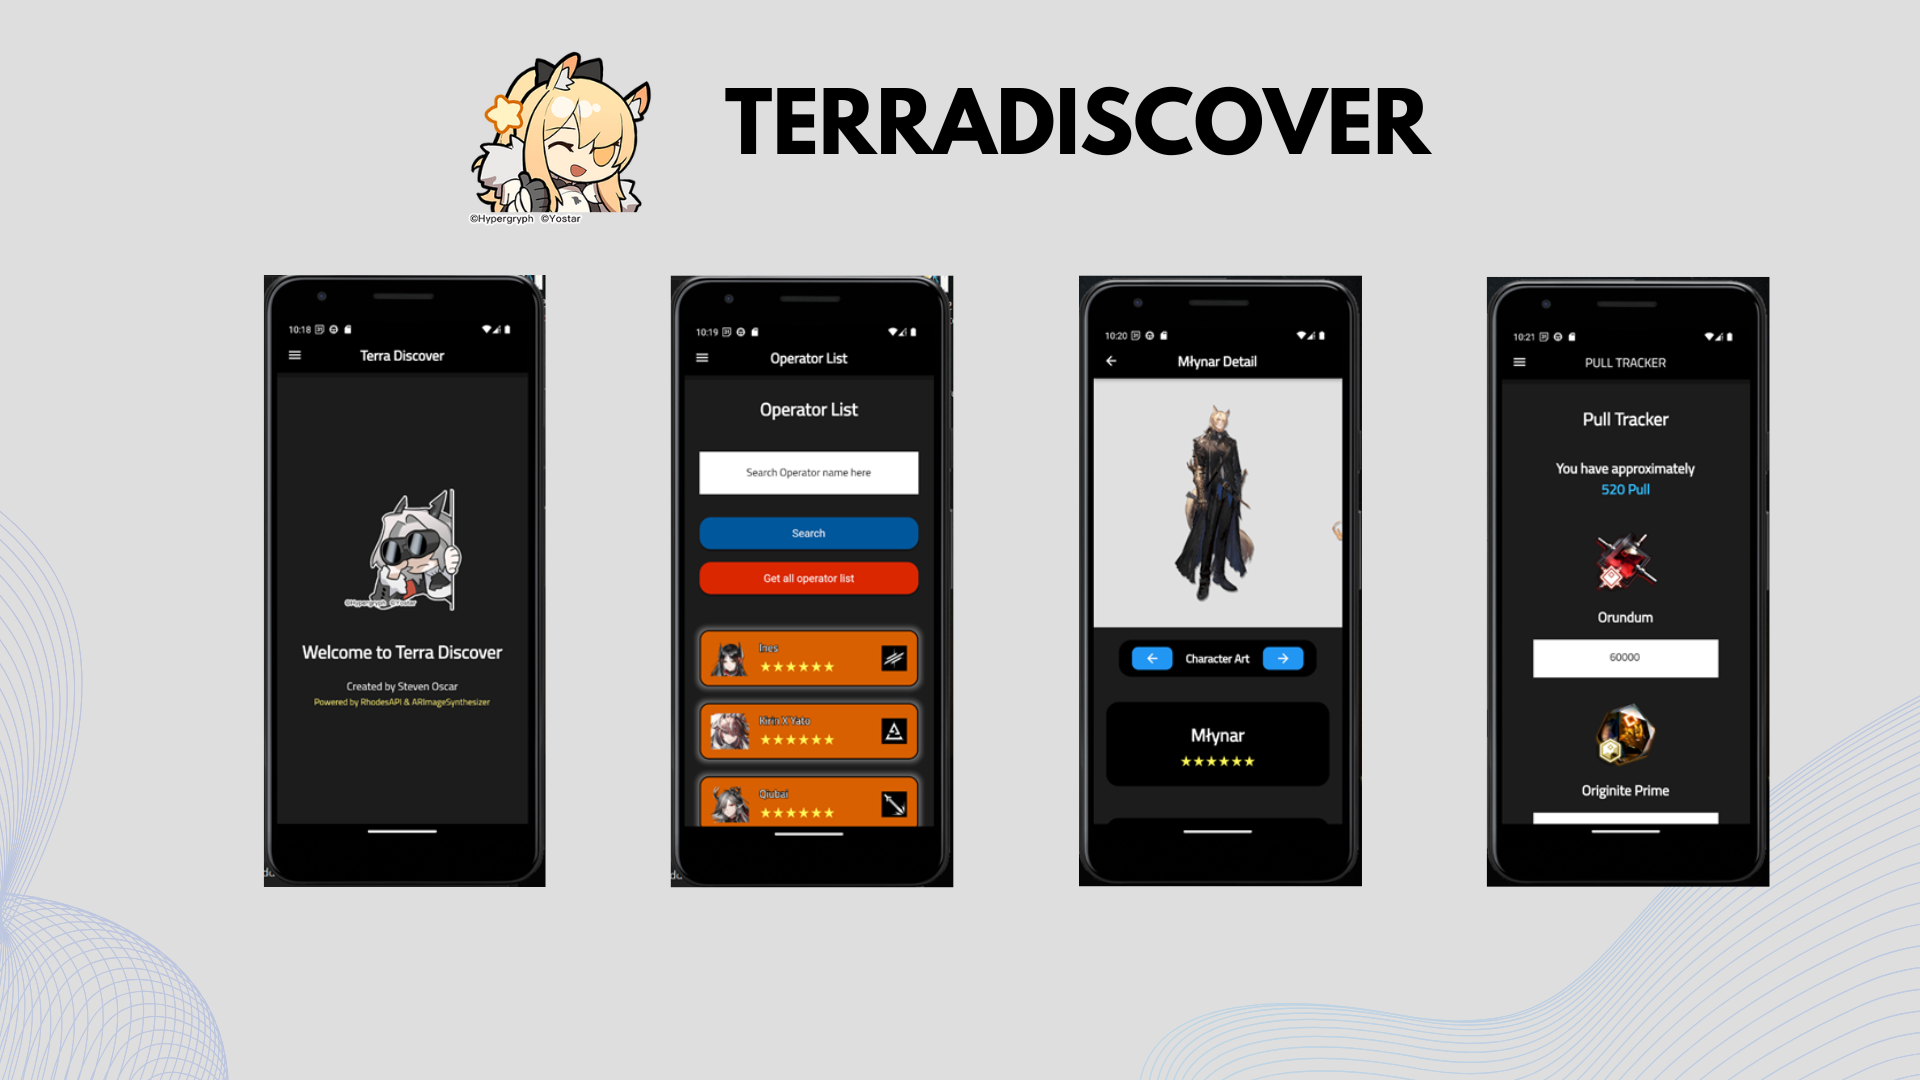 TERRADISCOVER
©Hypergryph ©Yostar
10:18
Terra Discover
©Hypergryph ©Yostar
Welcome to Terra Discover
Created by Steven Oscar
Powered by RhodesAPI & ARImageSynthesizer
10:19
Operator List
Operator List
Search Operator name here
Search
Get all operator list
Ines
★★★★★★
Kirin X Yato
★★★★★★
Qiubai
★★★★★★
10:20
Młynar Detail
Character Art
Młynar
★★★★★★
10:21
PULL TRACKER
Pull Tracker
You have approximately
520 Pull
Orundum
60000
Originite Prime